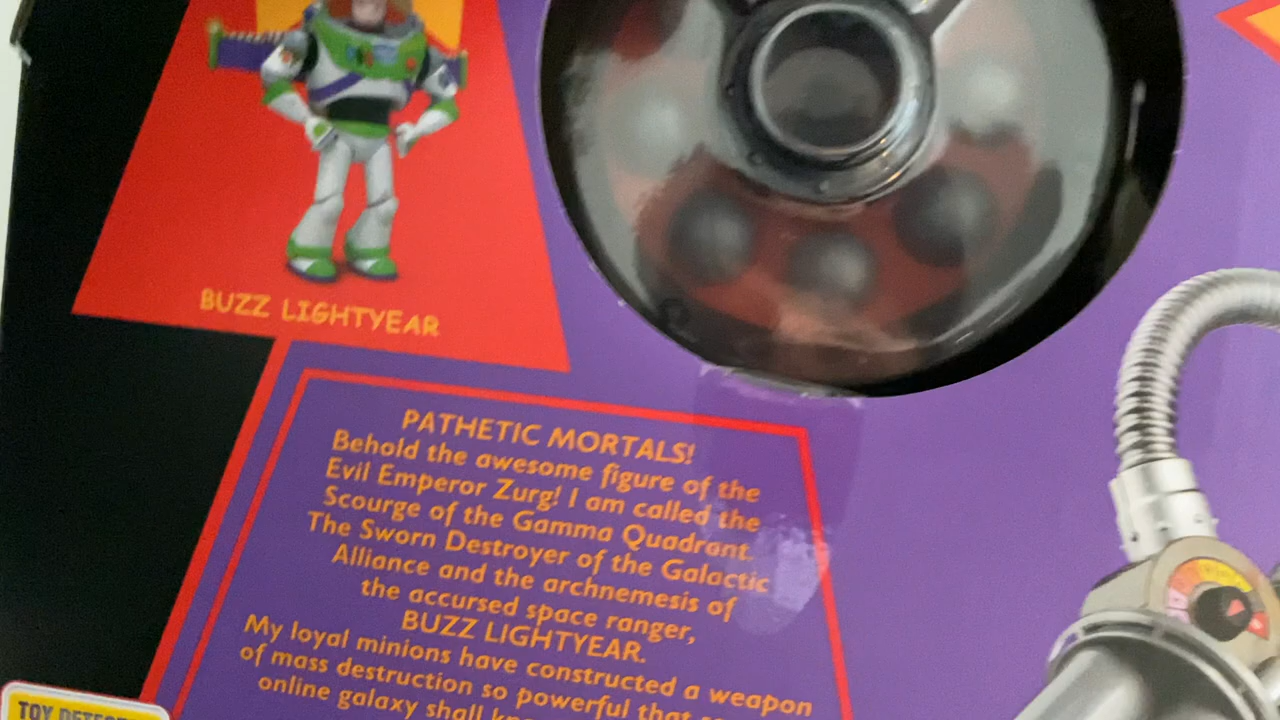 BUZZ LIGHTYEAR
PATHETIC MORTALS!
Behold the awesome figure of the
Evil Emperor Zurg! I am called the
Scourge of the Gamma Quadrant.
The Sworn Destroyer of the Galactic
Alliance and the archnemesis of
the accursed space ranger,
BUZZ LIGHTYEAR.
My loyal minions have constructed a weapon
of mass destruction so powerful that
online galaxy shall
TOY